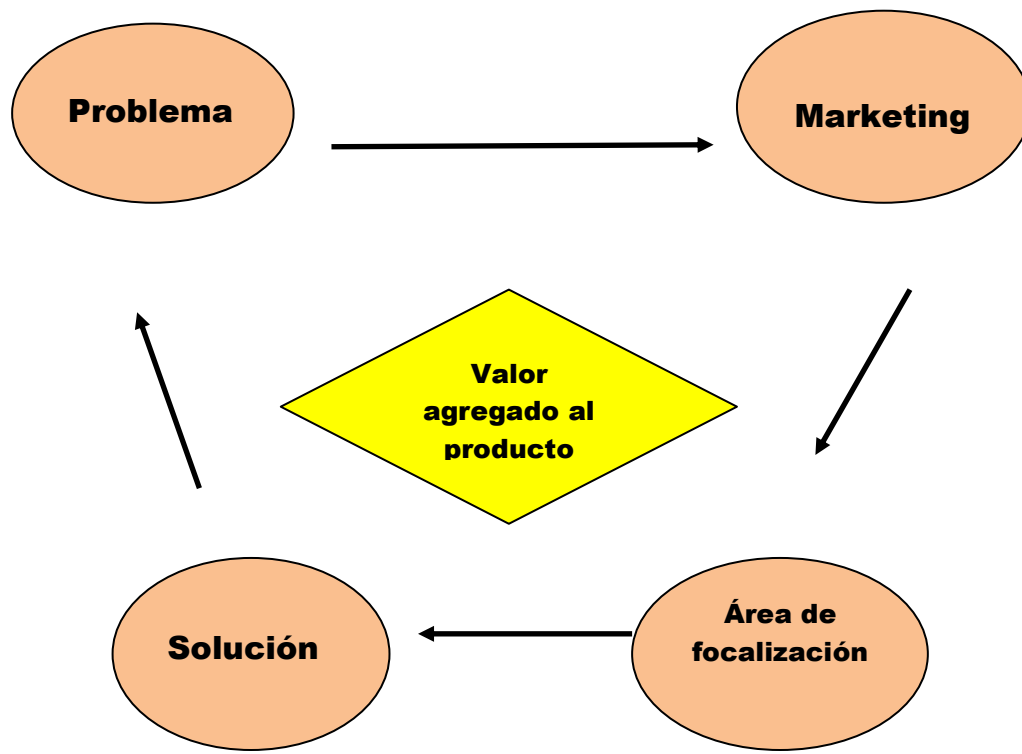 Problema
Marketing
Valor
agregado al
producto
Solución
Área de
focalización